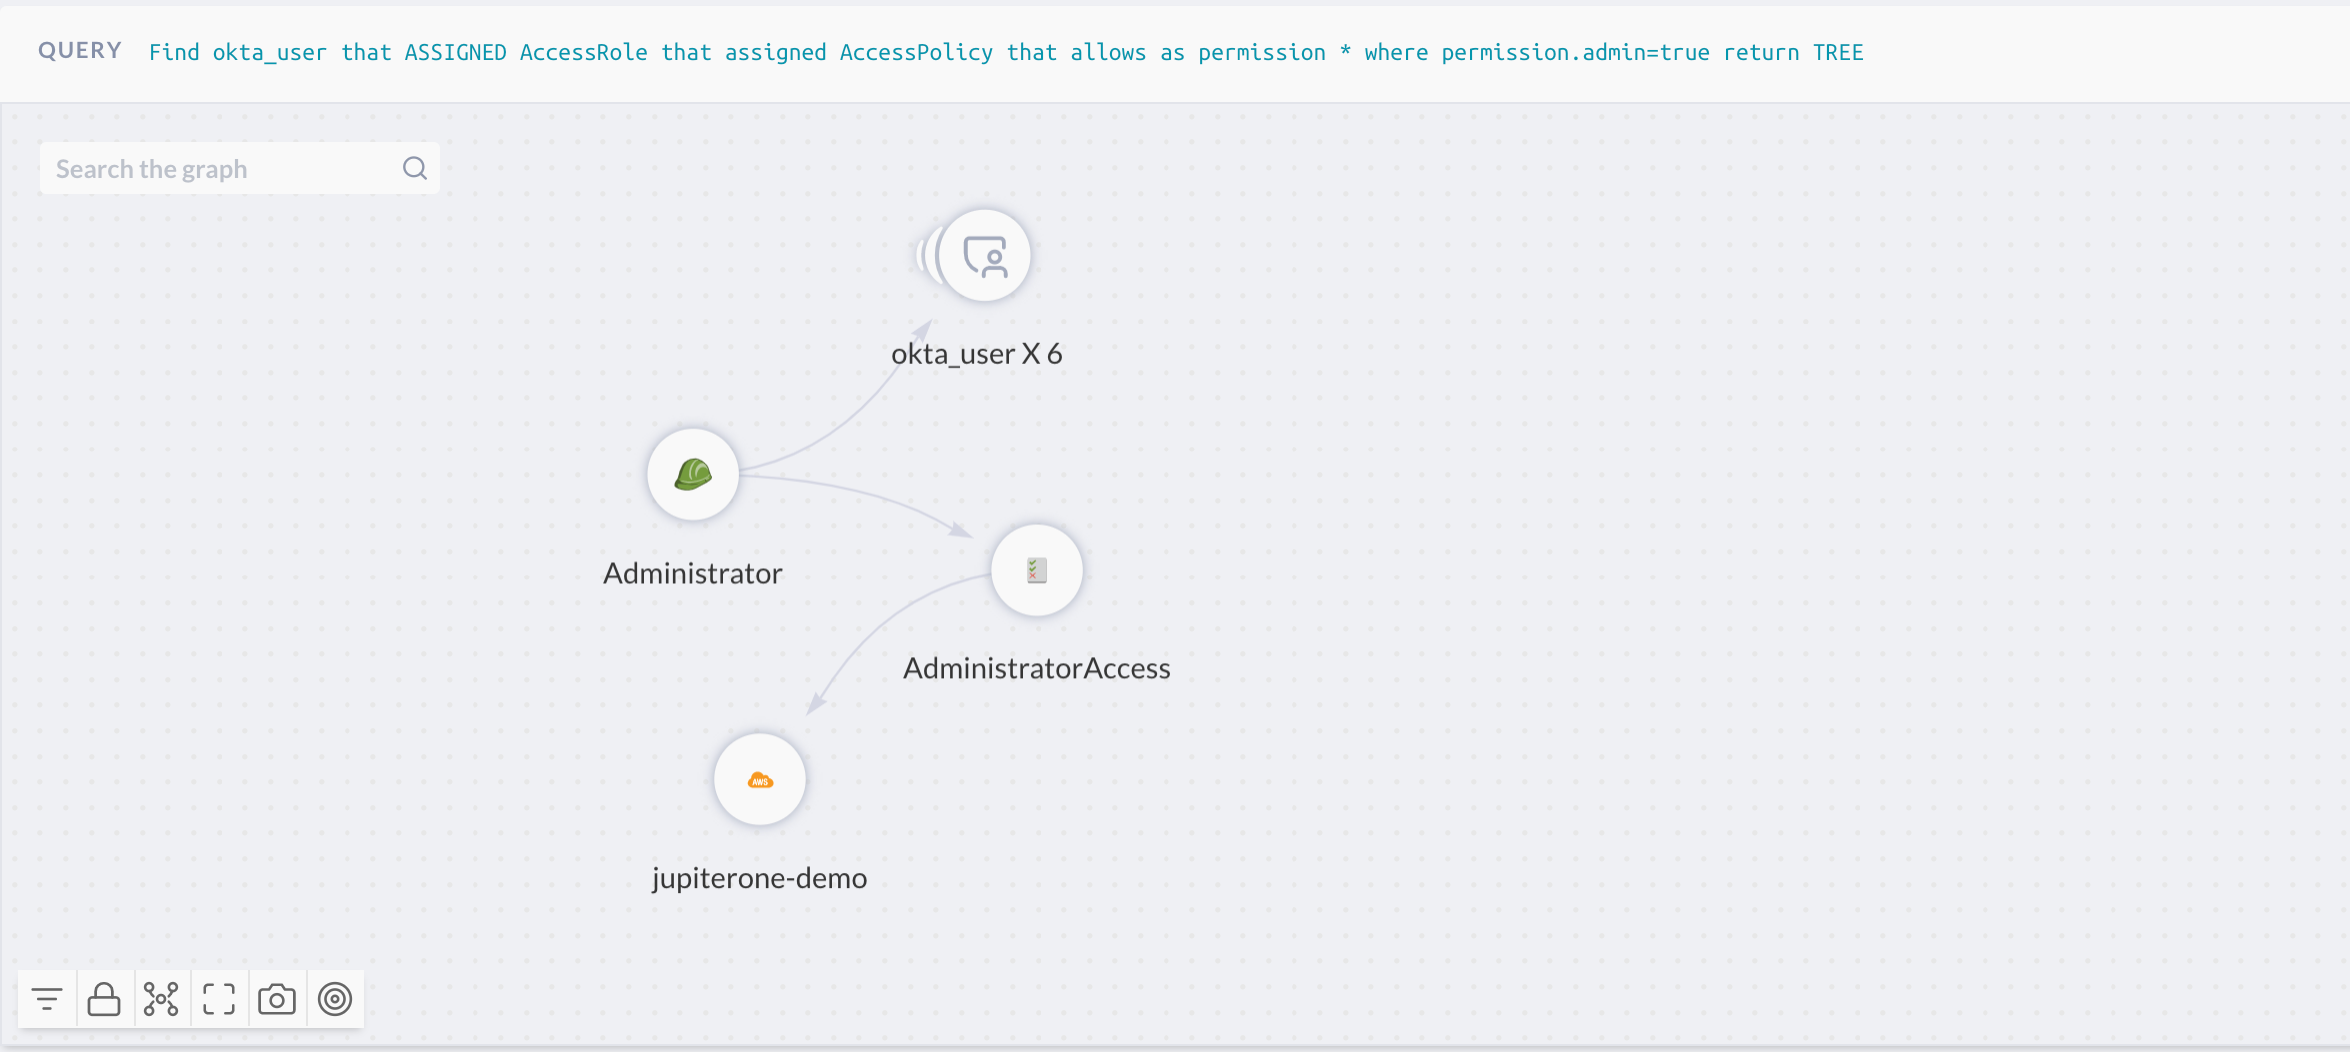 QUERY Find okta_user that ASSIGNED AccessRole that assigned AccessPolicy that allows as permission * where permission.admin=true return TREE
Search the graph
okta_user X 6
Administrator
AdministratorAccess
AWS
jupiterone-demo